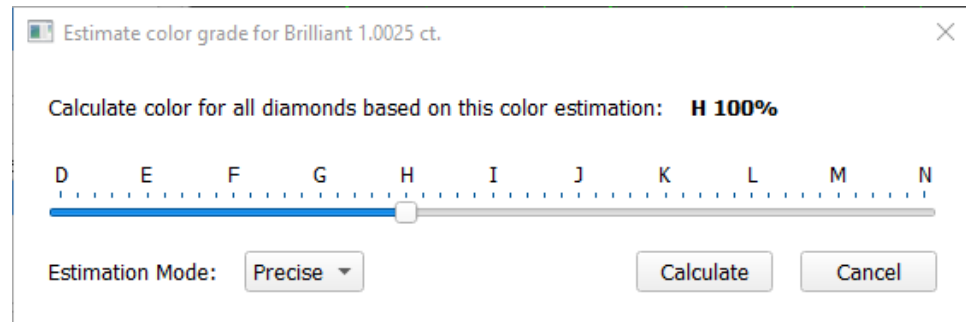 Estimate color grade for Brilliant 1.0025 ct.
Calculate color for all diamonds based on this color estimation: H 100%
D E F G H I J K L M N
Estimation Mode: Precise Calculate Cancel